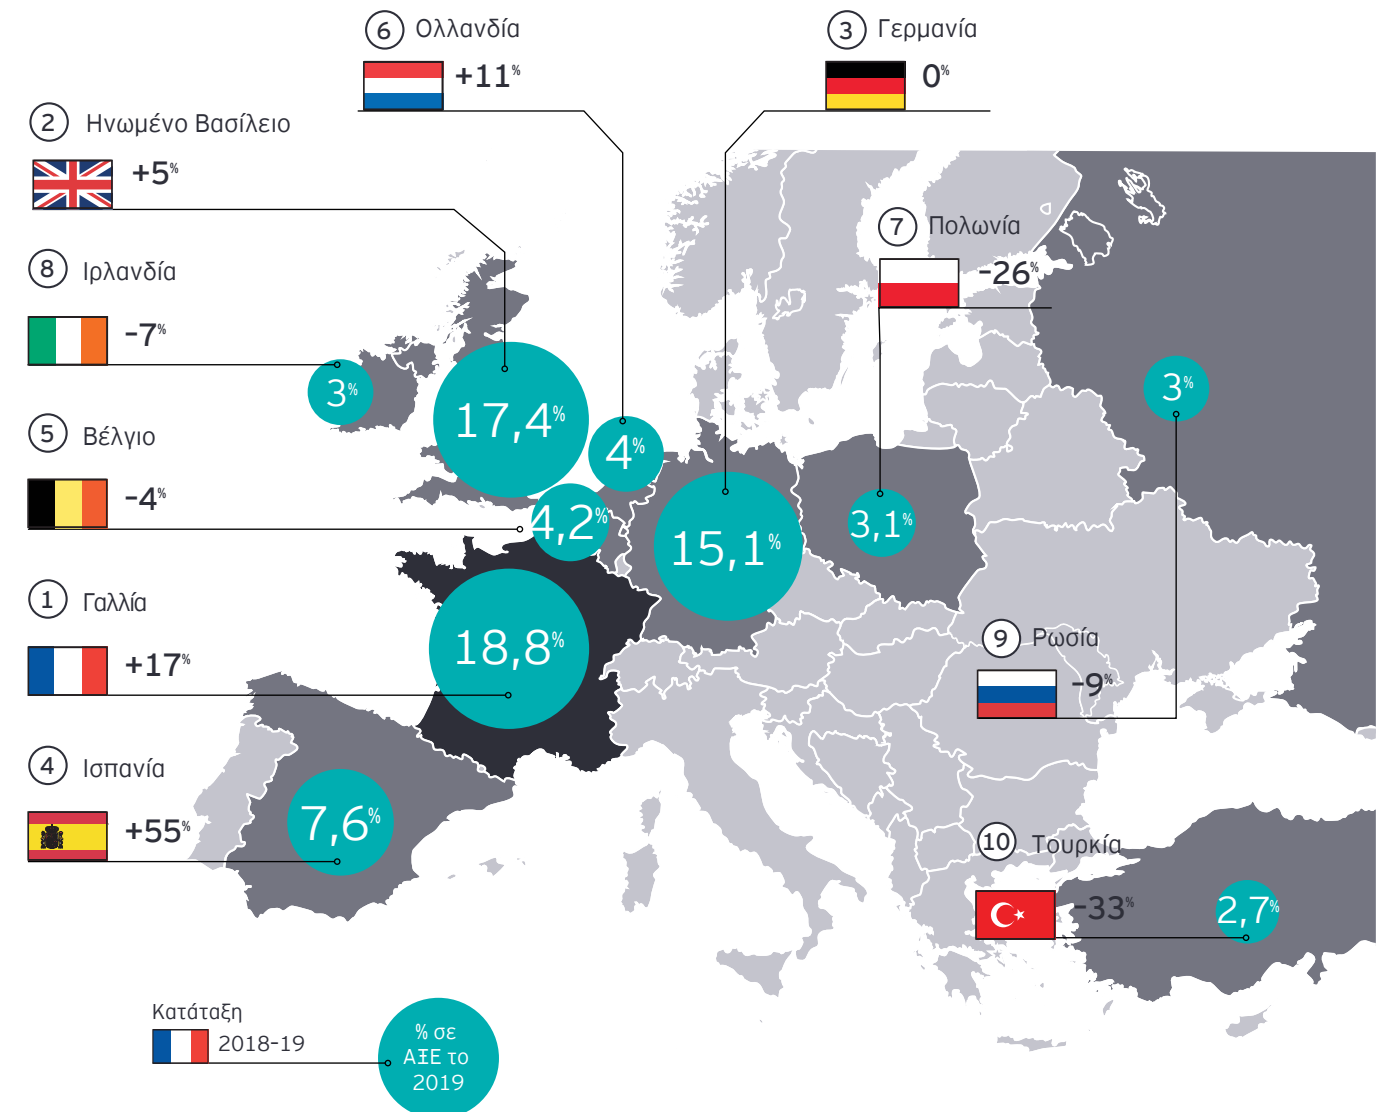 6 Ολλανδία
+11%
3 Γερμανία
0%
2 Ηνωμένο Βασίλειο
+5%
7 Πολωνία
-26%
8 Ιρλανδία
-7%
3%
17,4%
4%
3%
5 Βέλγιο
-4%
4,2%
15,1%
3,1%
1 Γαλλία
+17%
18,8%
9 Ρωσία
-9%
4 Ισπανία
+55%
7,6%
10 Τουρκία
-33%
2,7%
Κατάταξη
2018-19
% σε
ΑΞΕ το
2019